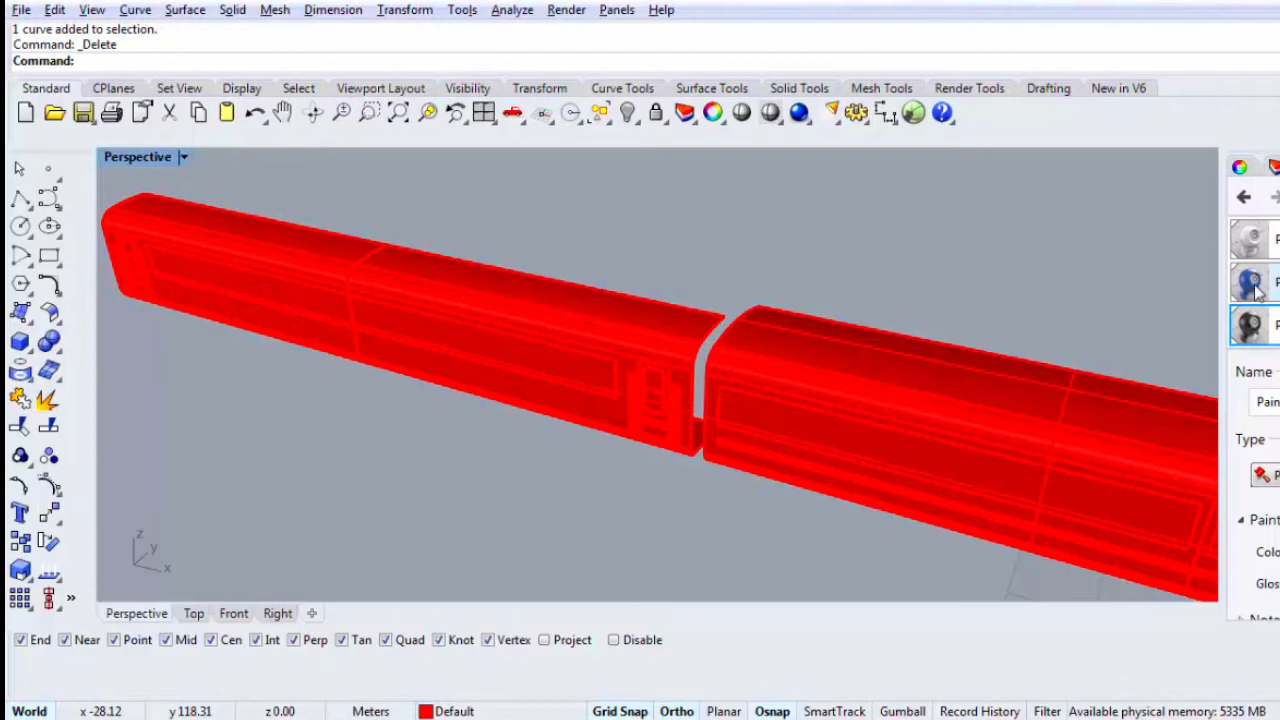 File Edit View Curve Surface Solid Mesh Dimension Transform Tools Analyze Render Panels Help
1 curve added to selection.
Command: _Delete
Command:
Standard CPlanes Set View Display Select Viewport Layout Visibility Transform Curve Tools Surface Tools Solid Tools Mesh Tools Render Tools Drafting New in V6
Perspective
Name
Pain
Type
P
Paint
Colo
Glos
z
y
x
Perspective Top Front Right
End Near Point Mid Cen Int Perp Tan Quad Knot Vertex Project Disable
World x -28.12 y 118.31 z 0.00 Meters Default Grid Snap Ortho Planar Osnap SmartTrack Gumball Record History Filter Available physical memory: 5335 MB